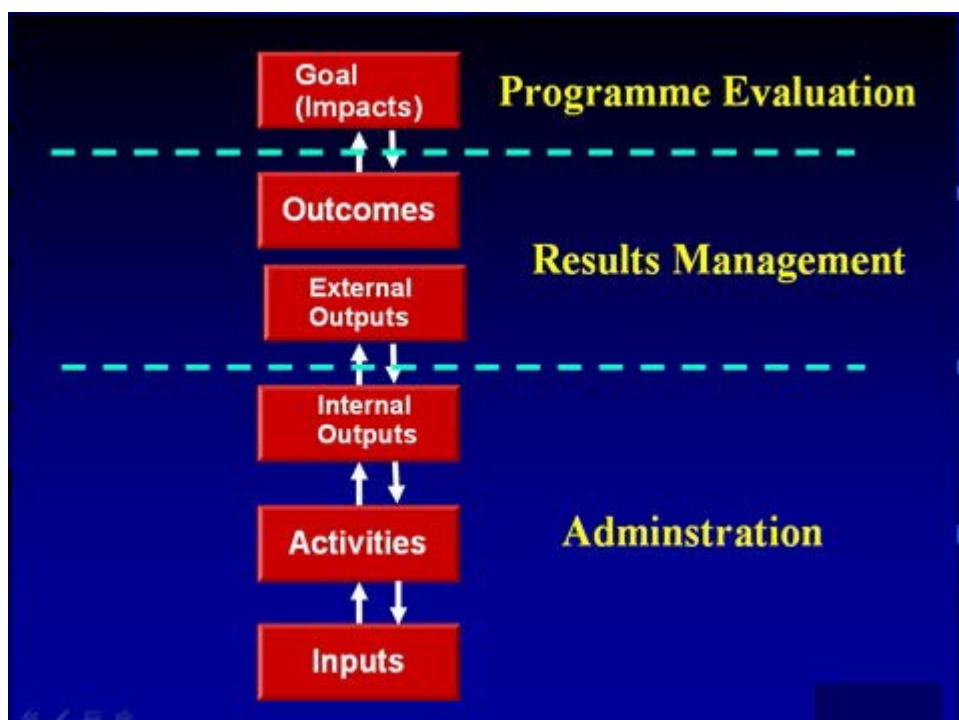 Goal
(Impacts)
Programme Evaluation
Outcomes
Results Management
External
Outputs
Internal
Outputs
Activities
Adminstration
Inputs